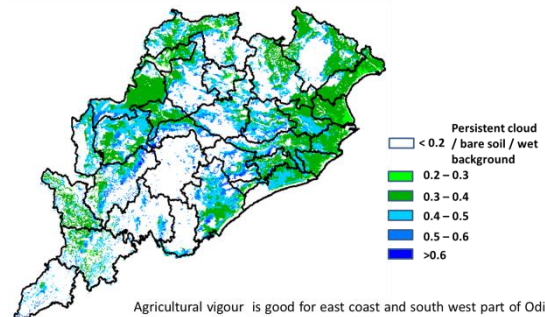 Persistent cloud
< 0.2 / bare soil / wet
background
0.2 – 0.3
0.3 – 0.4
0.4 – 0.5
0.5 – 0.6
>0.6
Agricultural vigour is good for east coast and south west part of Odi